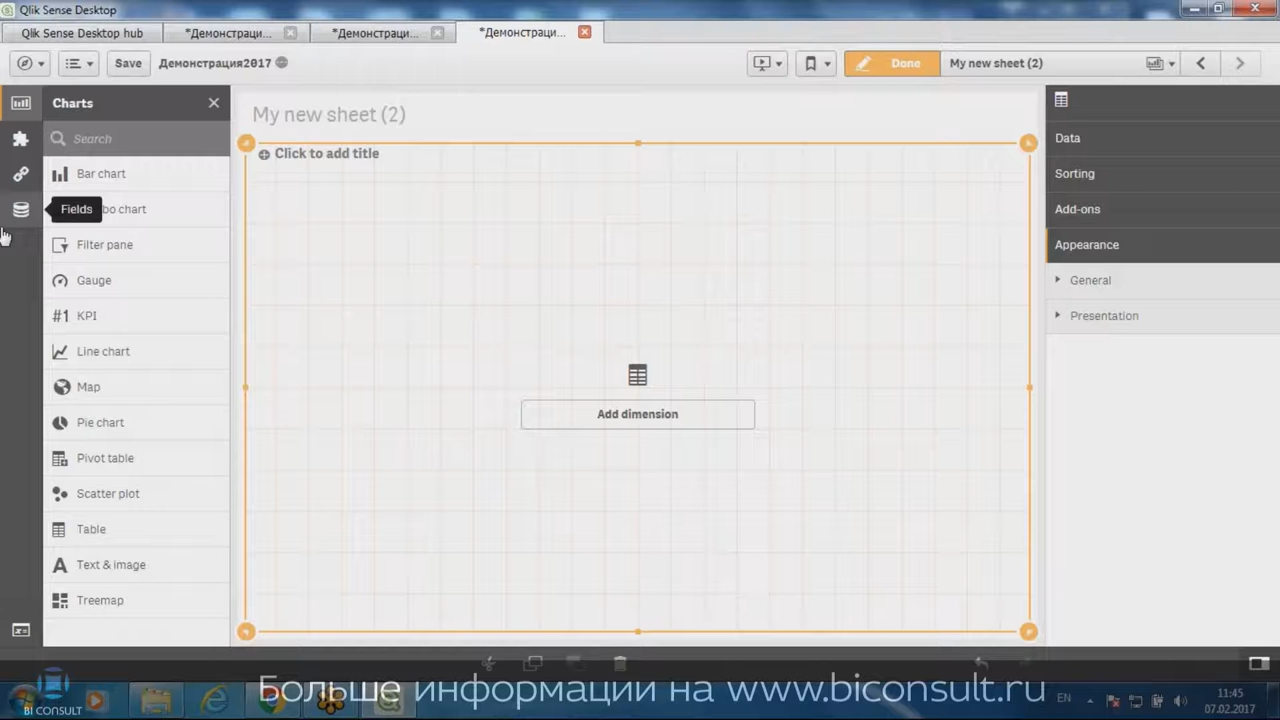 Qlik Sense Desktop
Qlik Sense Desktop hub
*Демонстраци...
*Демонстраци...
*Демонстраци...
Save
Демонстрация2017
Done
My new sheet (2)
Charts
Search
Bar chart
Fields
bo chart
Filter pane
Gauge
#1 KPI
Line chart
Map
Pie chart
Pivot table
Scatter plot
Table
A Text & image
Treemap
My new sheet (2)
Click to add title
Add dimension
Data
Sorting
Add-ons
Appearance
General
Presentation
Больше информации на www.biconsult.ru
BI CONSULT
EN
11:45
07.02.2017